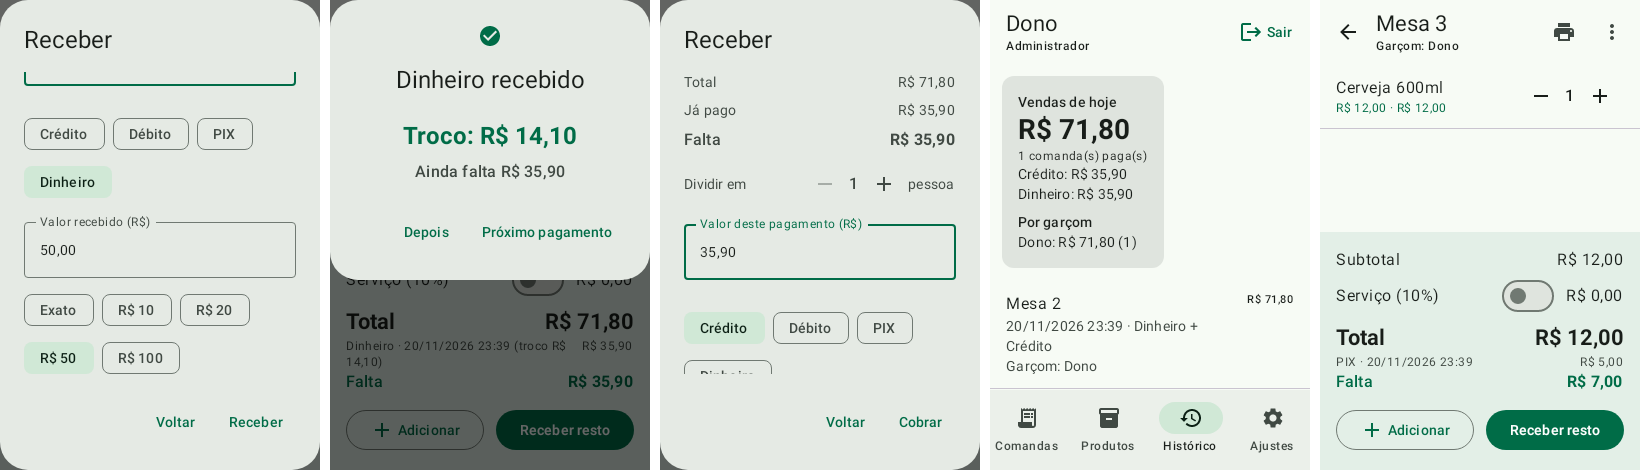 Receber
Crédito
Débito
PIX
Dinheiro
Valor recebido (R$)
50,00
Exato
R$ 10
R$ 20
R$ 50
R$ 100
Voltar
Receber
Dinheiro recebido
Troco: R$ 14,10
Ainda falta R$ 35,90
Depois
Próximo pagamento
Serviço (10%)
R$ 0,00
Total
R$ 71,80
Dinheiro · 20/11/2026 23:39 (troco R$
14,10)
R$ 35,90
Falta
R$ 35,90
Adicionar
Receber resto
Receber
Total
R$ 71,80
Já pago
R$ 35,90
Falta
R$ 35,90
Dividir em
1
pessoa
Valor deste pagamento (R$)
35,90
Crédito
Débito
PIX
Dinheiro
Voltar
Cobrar
Dono
Administrador
Sair
Vendas de hoje
R$ 71,80
1 comanda(s) paga(s)
Crédito: R$ 35,90
Dinheiro: R$ 35,90
Por garçom
Dono: R$ 71,80 (1)
Mesa 2
R$ 71,80
20/11/2026 23:39 · Dinheiro +
Crédito
Garçom: Dono
Comandas
Produtos
Histórico
Ajustes
Mesa 3
Garçom: Dono
Cerveja 600ml
R$ 12,00 · R$ 12,00
1
Subtotal
R$ 12,00
Serviço (10%)
R$ 0,00
Total
R$ 12,00
PIX · 20/11/2026 23:39
R$ 5,00
Falta
R$ 7,00
Adicionar
Receber resto